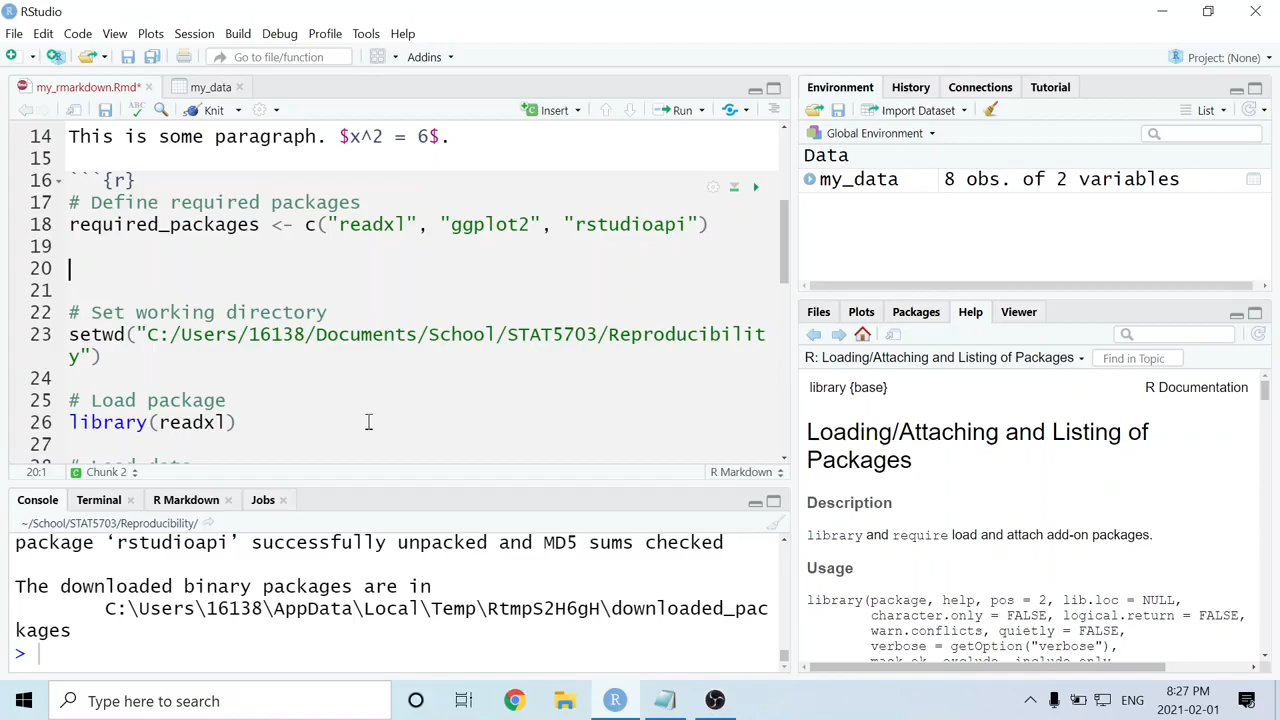 RStudio
File Edit Code View Plots Session Build Debug Profile Tools Help
Go to file/function Addins Project: (None)
my_rmarkdown.Rmd* my_data
ABC Knit Insert Run
14 This is some paragraph. $x^2 = 6$.
15
16 ```{r}
17 # Define required packages
18 required_packages <- c("readxl", "ggplot2", "rstudioapi")
19
20
21
22 # Set working directory
23 setwd("C:/Users/16138/Documents/School/STAT5703/Reproducibilit
y")
24
25 # Load package
26 library(readxl)
27
28 # Load data
20:1 Chunk 2 R Markdown
Console Terminal R Markdown Jobs
~/School/STAT5703/Reproducibility/
package ‘rstudioapi’ successfully unpacked and MD5 sums checked
The downloaded binary packages are in
C:\Users\16138\AppData\Local\Temp\RtmpS2H6gH\downloaded_pac
kages
>
Environment History Connections Tutorial
Import Dataset List
Global Environment
Data
my_data 8 obs. of 2 variables
Files Plots Packages Help Viewer
R: Loading/Attaching and Listing of Packages Find in Topic
library {base} R Documentation
Loading/Attaching and Listing of
Packages
Description
library and require load and attach add-on packages.
Usage
library(package, help, pos = 2, lib.loc = NULL,
character.only = FALSE, logical.return = FALSE,
warn.conflicts, quietly = FALSE,
verbose = getOption("verbose"),
mask.ok, exclude, include.only,
Type here to search
ENG
8:27 PM
2021-02-01